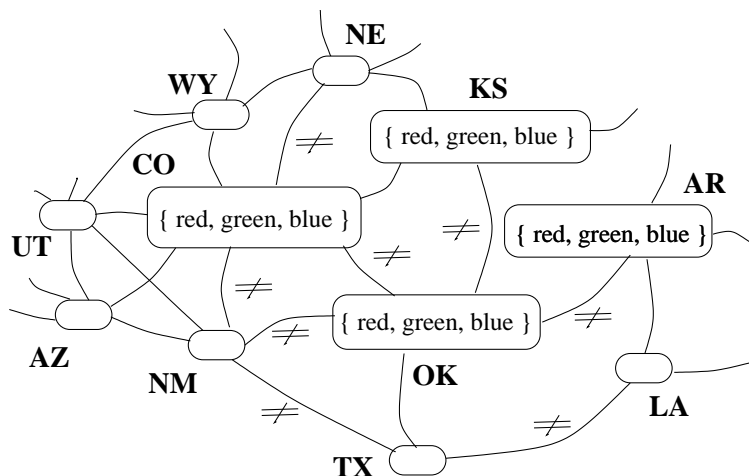 NE
WY
KS
{ red, green, blue }
CO
AR
{ red, green, blue }
{ red, green, blue }
UT
≠
≠
≠
≠
{ red, green, blue }
≠
≠
AZ
NM
OK
LA
≠
≠
TX